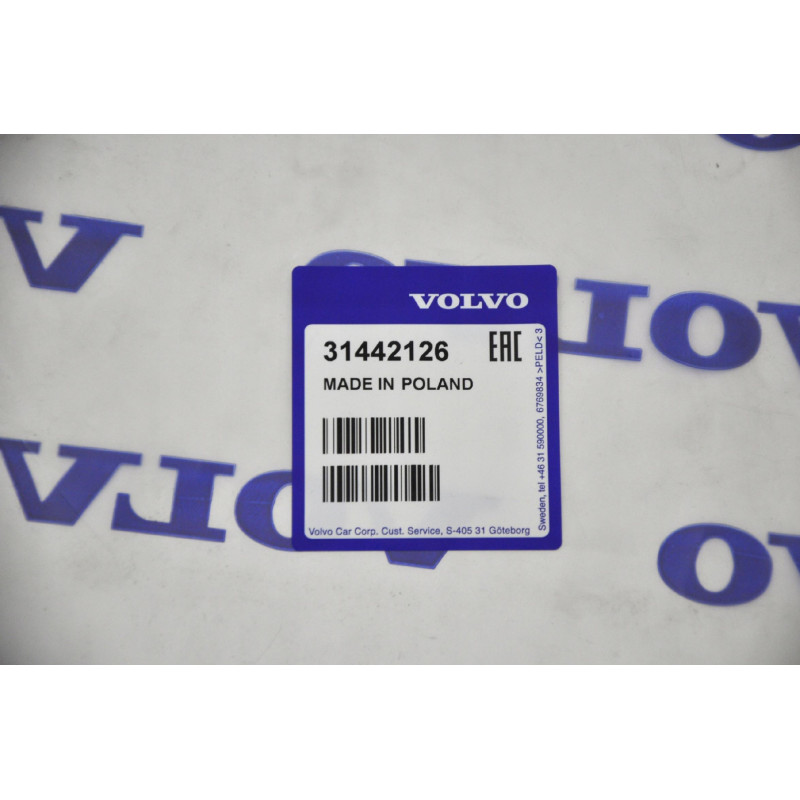 VOLVO
31442126 EAC
MADE IN POLAND
Volvo Car Corp. Cust. Service, S-405 31 Göteborg
Sweden, tel +46 31 590000, 6769834 >PELD< 3